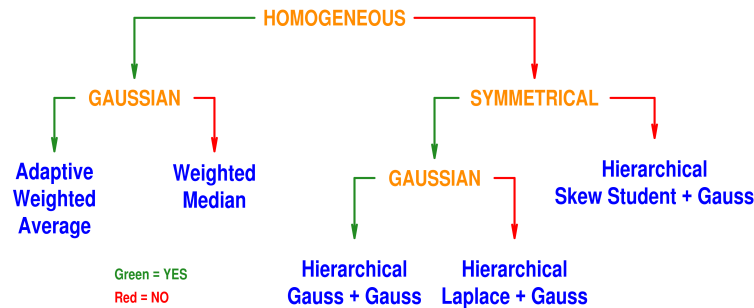 HOMOGENEOUS
GAUSSIAN
SYMMETRICAL
Adaptive
Weighted
Average
Weighted
Median
GAUSSIAN
Hierarchical
Skew Student + Gauss
Hierarchical
Gauss + Gauss
Hierarchical
Laplace + Gauss
Green = YES
Red = NO